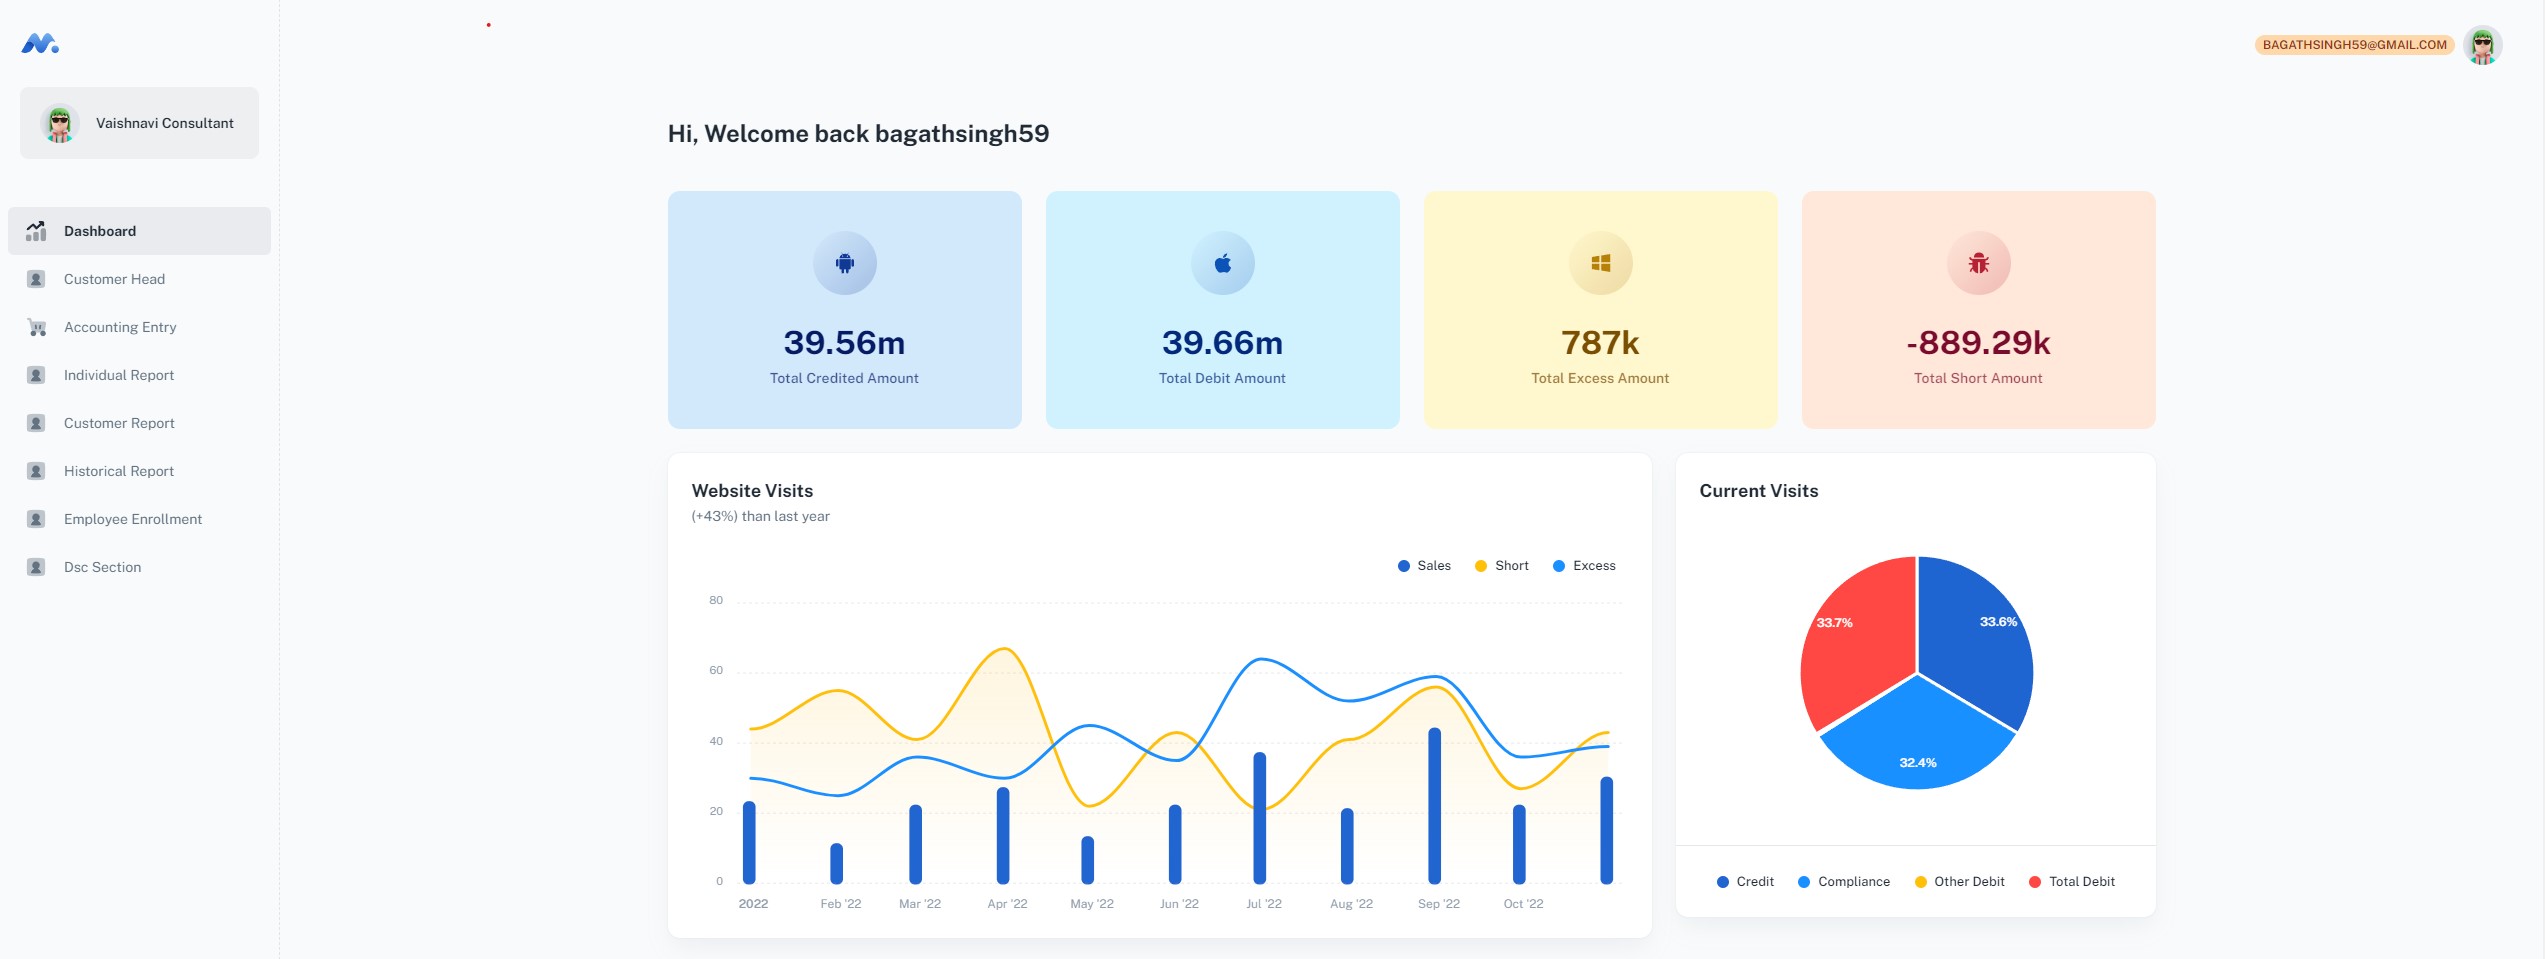 BAGATHSINGH59@GMAIL.COM
Vaishnavi Consultant
Dashboard
Customer Head
Accounting Entry
Individual Report
Customer Report
Historical Report
Employee Enrollment
Dsc Section
Hi, Welcome back bagathsingh59
39.56m
Total Credited Amount
39.66m
Total Debit Amount
787k
Total Excess Amount
-889.29k
Total Short Amount
Website Visits
(+43%) than last year
Sales Short Excess
80
60
40
20
0
2022 Feb '22 Mar '22 Apr '22 May '22 Jun '22 Jul '22 Aug '22 Sep '22 Oct '22
Current Visits
33.7% 33.6%
32.4%
Credit Compliance Other Debit Total Debit